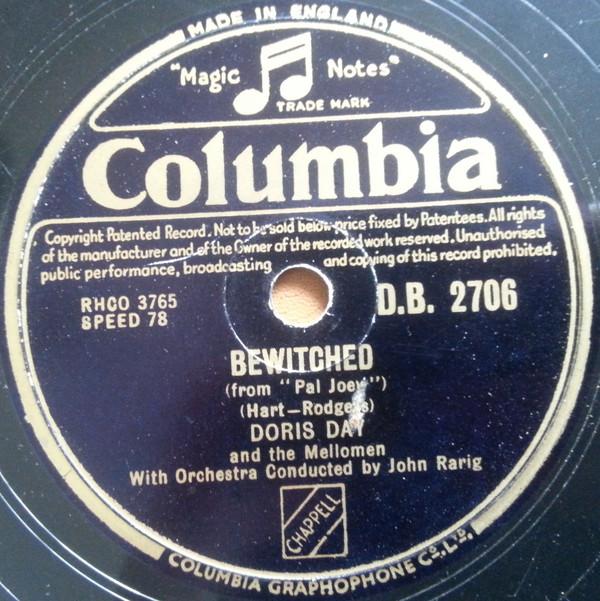 MADE IN ENGLAND
"Magic Notes"
TRADE MARK
Columbia
Copyright Patented Record. Not to be sold below price fixed by Patentees. All rights
of the manufacturer and of the Owner of the recorded work reserved. Unauthorised
public performance, broadcasting and copying of this record prohibited.
RHCO 3765
SPEED 78
D.B. 2706
BEWITCHED
(from "Pal Joey")
(Hart-Rodgers)
DORIS DAY
and the Mellomen
With Orchestra Conducted by John Rarig
CHAPPELL
COLUMBIA GRAPHOPHONE Co. LTD.